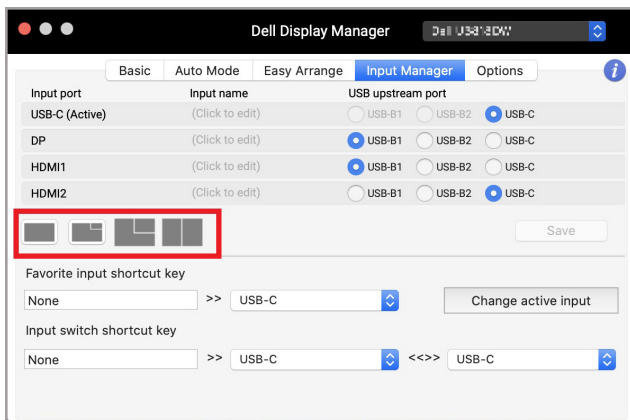 Dell Display Manager
Basic Auto Mode Easy Arrange Input Manager Options i
Input port Input name USB upstream port
USB-C (Active) (Click to edit) USB-B1 USB-B2 USB-C
DP (Click to edit) USB-B1 USB-B2 USB-C
HDMI1 (Click to edit) USB-B1 USB-B2 USB-C
HDMI2 (Click to edit) USB-B1 USB-B2 USB-C
Save
Favorite input shortcut key
None >> USB-C Change active input
Input switch shortcut key
None >> USB-C <<>> USB-C